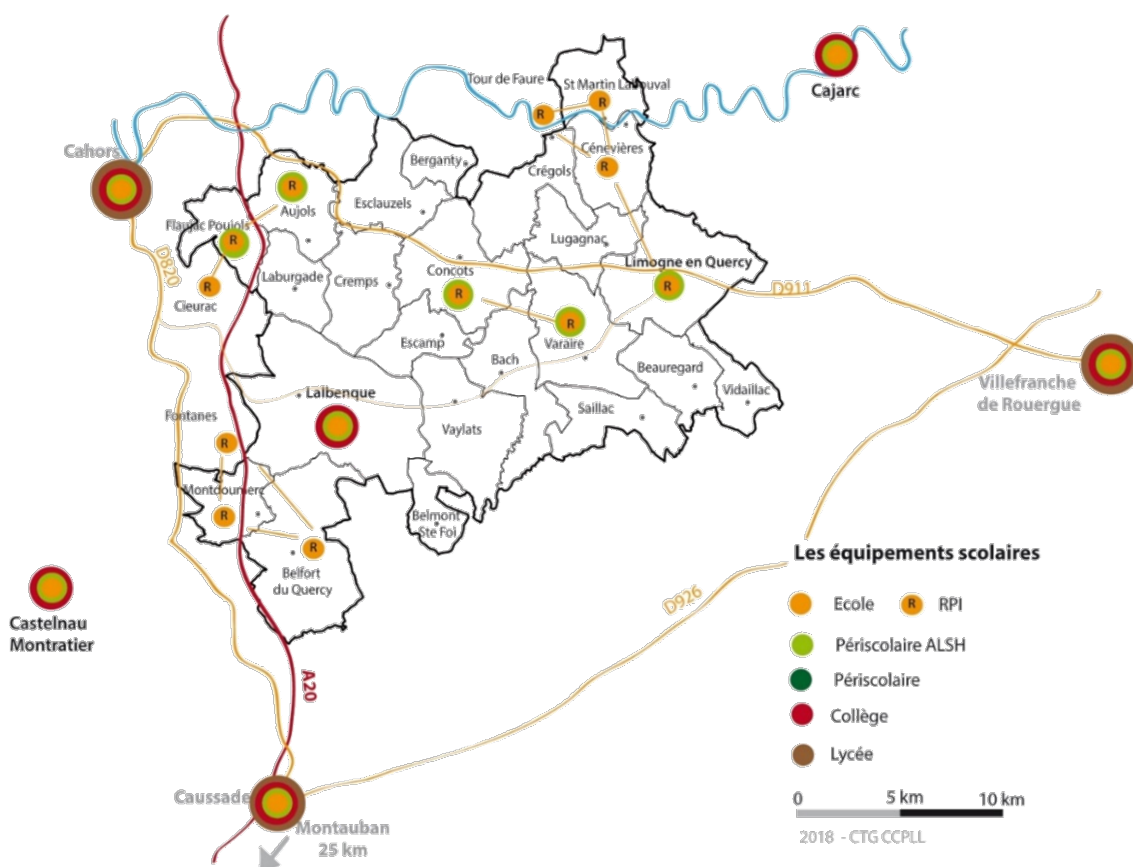 Tour de Faure
St Martin Labouval
Cajarc
Cahors
Berganty
Cénevières
Crégols
Aujols
Esclauzels
Flaujac Poujols
Lugagnac
D820
Laburgade
Cremps
Concots
Limogne en Quercy
D911
Cieurac
Escamp
Varaire
Bach
Beauregard
Vidaillac
Villefranche
de Rouergue
Lalbenque
Fontanes
Saillac
Vaylats
Montdoumerc
Belmont
Ste Foi
Belfort
du Quercy
Castelnau
Montratier
D926
A20
Caussade
Montauban
25 km
R
R
R
R
R
R
R
R
R
R
R
R
Les équipements scolaires
Ecole
R RPI
Périscolaire ALSH
Périscolaire
Collège
Lycée
0 5 km 10 km
2018 - CTG CCPLL